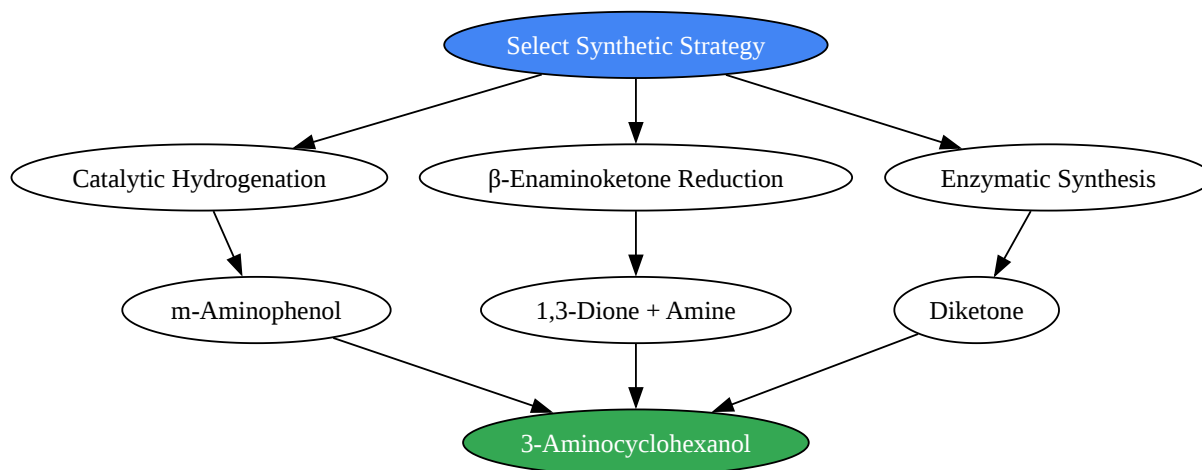 Select Synthetic Strategy
Catalytic Hydrogenation
β-Enaminoketone Reduction
Enzymatic Synthesis
m-Aminophenol
1,3-Dione + Amine
Diketone
3-Aminocyclohexanol